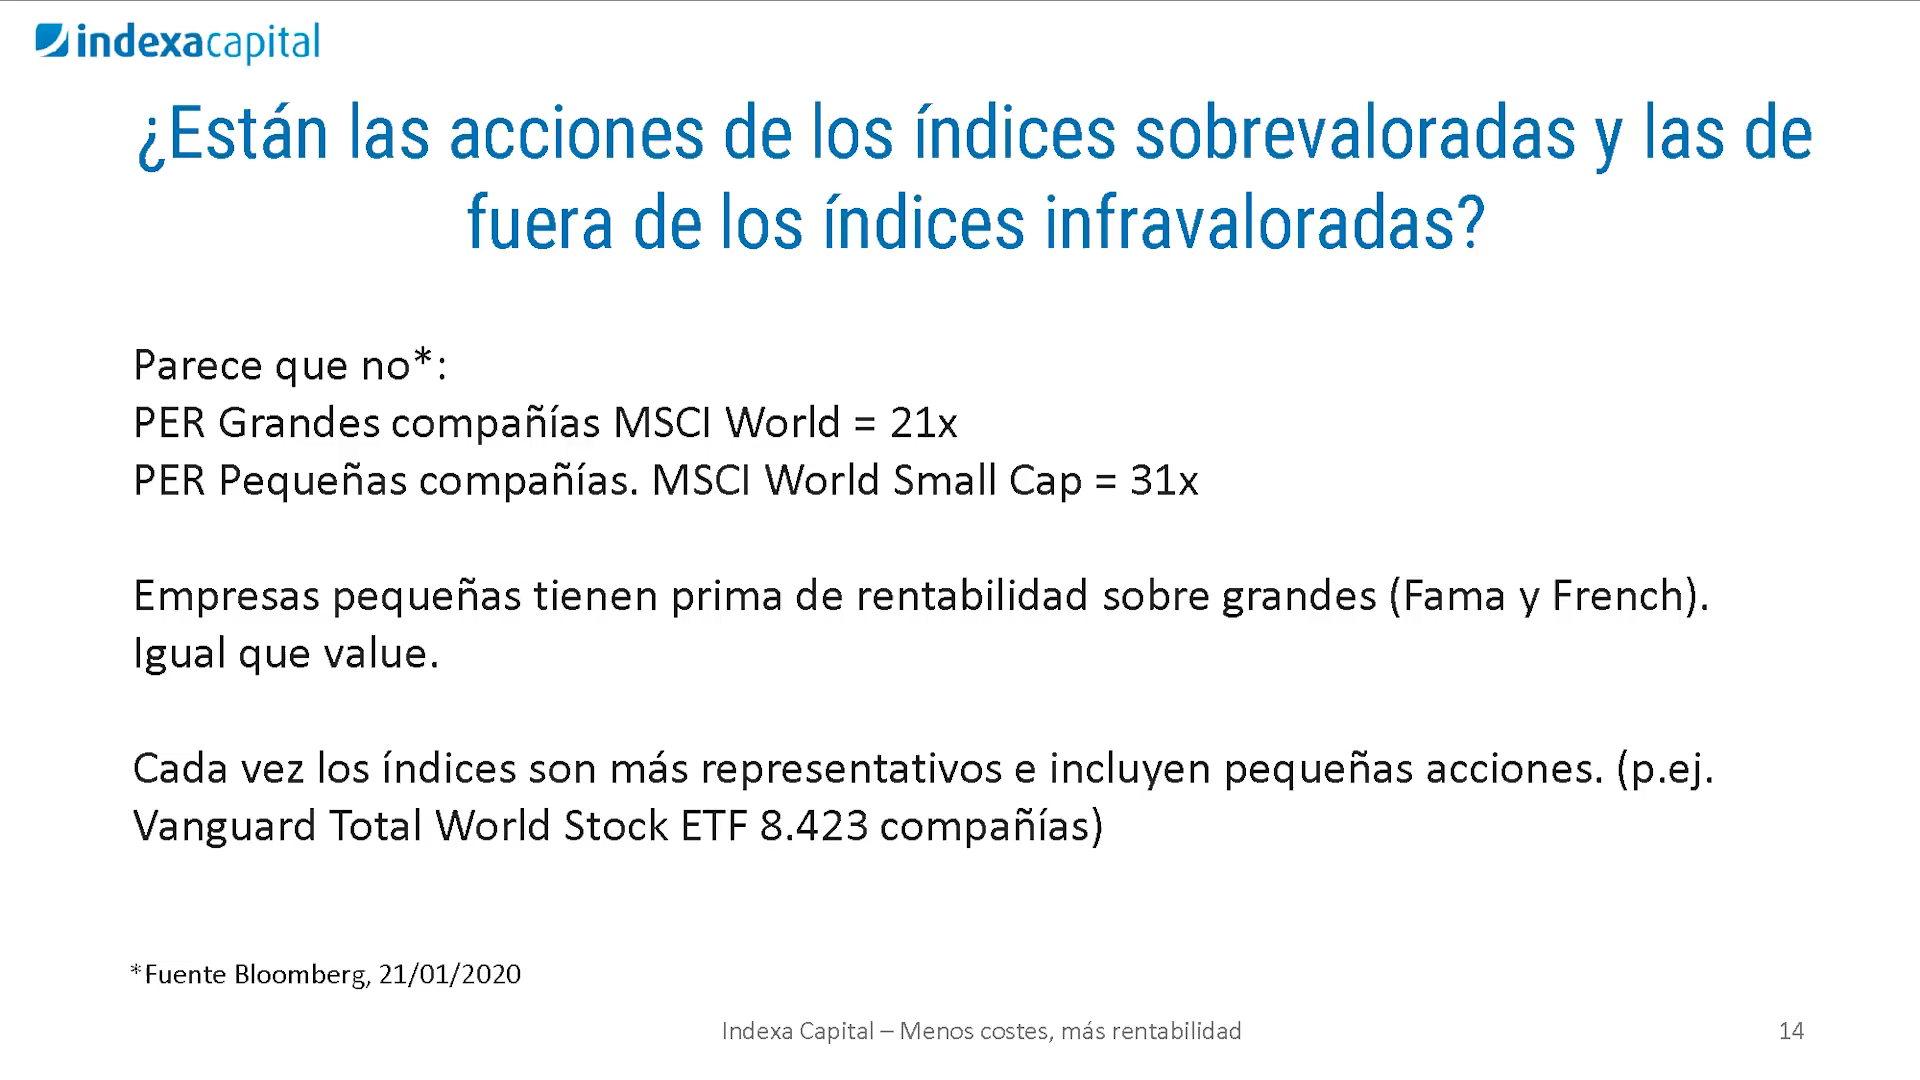 indexacapital
¿Están las acciones de los índices sobrevaloradas y las de
fuera de los índices infravaloradas?
Parece que no*:
PER Grandes compañías MSCI World = 21x
PER Pequeñas compañías. MSCI World Small Cap = 31x
Empresas pequeñas tienen prima de rentabilidad sobre grandes (Fama y French).
Igual que value.
Cada vez los índices son más representativos e incluyen pequeñas acciones. (p.ej.
Vanguard Total World Stock ETF 8.423 compañías)
*Fuente Bloomberg, 21/01/2020
Indexa Capital – Menos costes, más rentabilidad
14